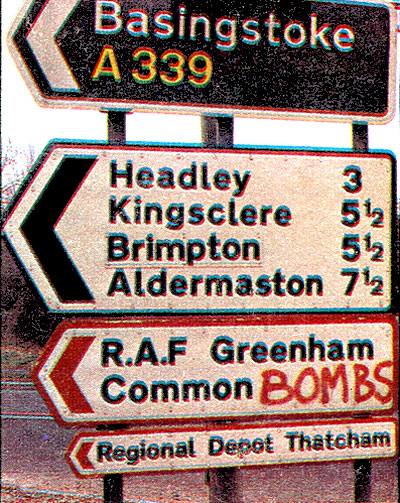 Basingstoke
A 339
Headley 3
Kingsclere 5½
Brimpton 5½
Aldermaston 7½
R.A.F Greenham
Common BOMBS
Regional Depot Thatcham